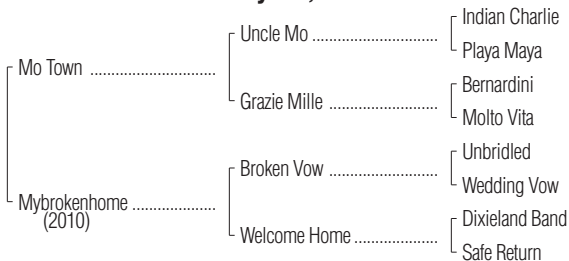 Indian Charlie
Uncle Mo
Playa Maya
Mo Town
Bernardini
Grazie Mille
Molto Vita
Unbridled
Broken Vow
Wedding Vow
Mybrokenhome
(2010)
Dixieland Band
Welcome Home
Safe Return